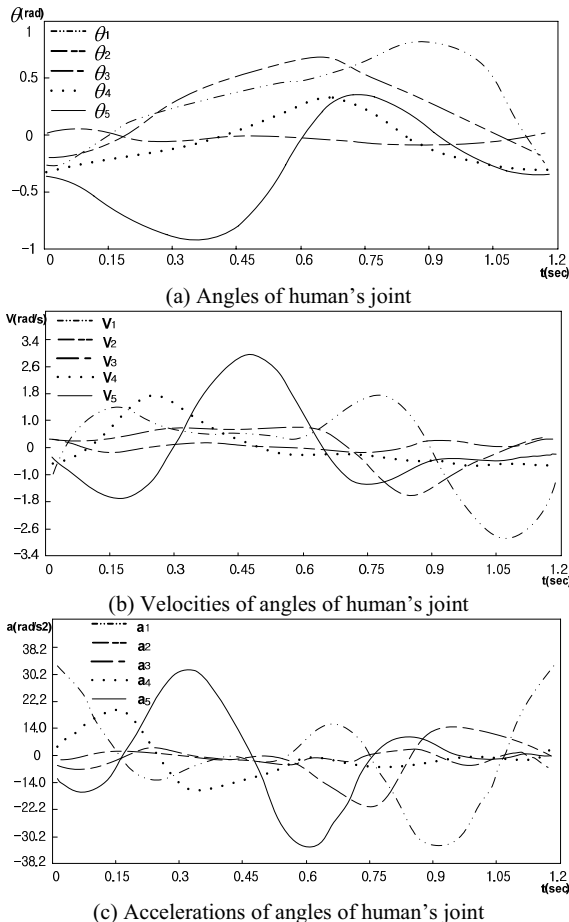 θ(rad)
1
θ1
θ2
θ3
θ4
θ5
0.5
0
-0.5
-1
0 0.15 0.3 0.45 0.6 0.75 0.9 1.05 1.2
t(sec)
(a) Angles of human's joint
V(rad/s)
V1
V2
V3
V4
V5
3.4
2.6
1.8
1.0
0
-1.0
-1.8
-2.6
-3.4
0 0.15 0.3 0.45 0.6 0.75 0.9 1.05 1.2
t(sec)
(b) Velocities of angles of human's joint
a(rad/s2)
a1
a2
a3
a4
a5
38.2
30.2
22.2
14.0
0
-14.0
-22.2
-30.2
-38.2
0 0.15 0.3 0.45 0.6 0.75 0.9 1.05 1.2
t(sec)
(c) Accelerations of angles of human's joint